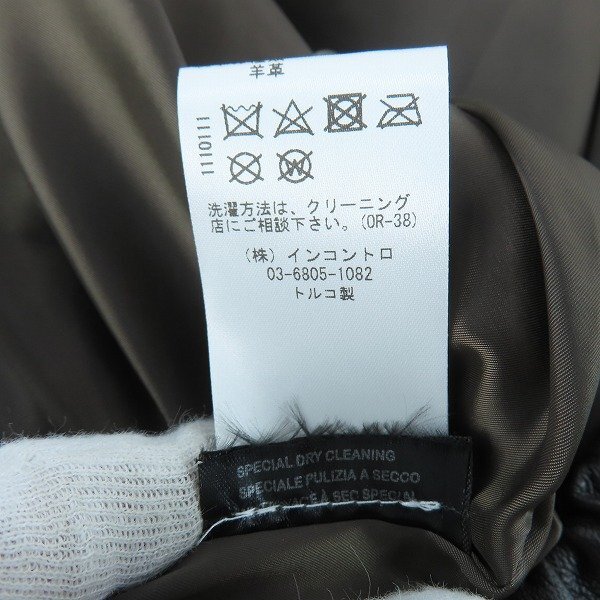 羊革
1110111
W
洗濯方法は、クリーニング
店にご相談下さい。(OR-38)
(株) インコントロ
03-6805-1082
トルコ製
SPECIAL DRY CLEANING
SPECIALE PULIZIA A SECCO
A SEC SPECIAL